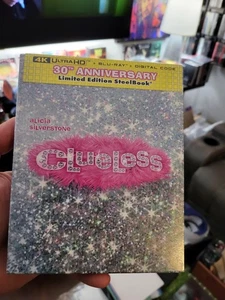 4K ULTRA HD + BLU-RAY + DIGITAL CODE
30TH ANNIVERSARY
Limited Edition SteelBook
ALICIA
SILVERSTONE
CLUELESS